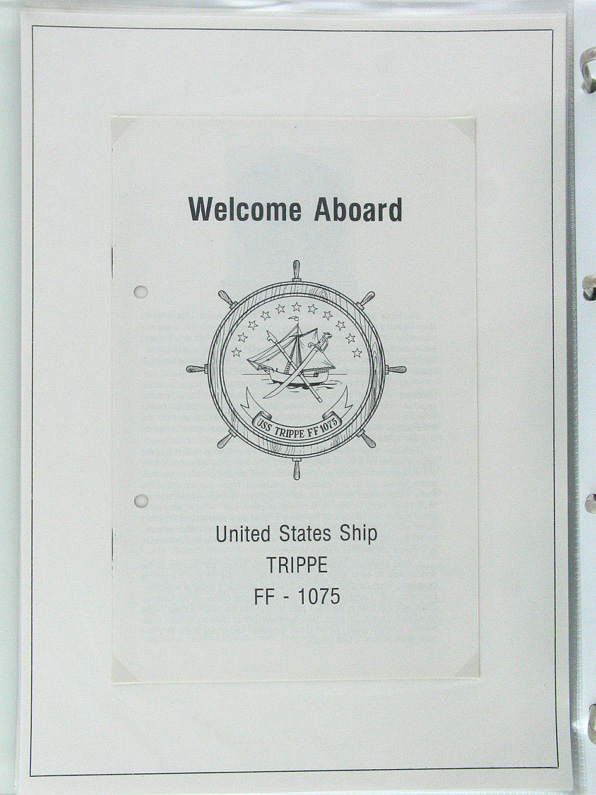 Welcome Aboard
USS TRIPPE FF 1075
United States Ship
TRIPPE
FF - 1075